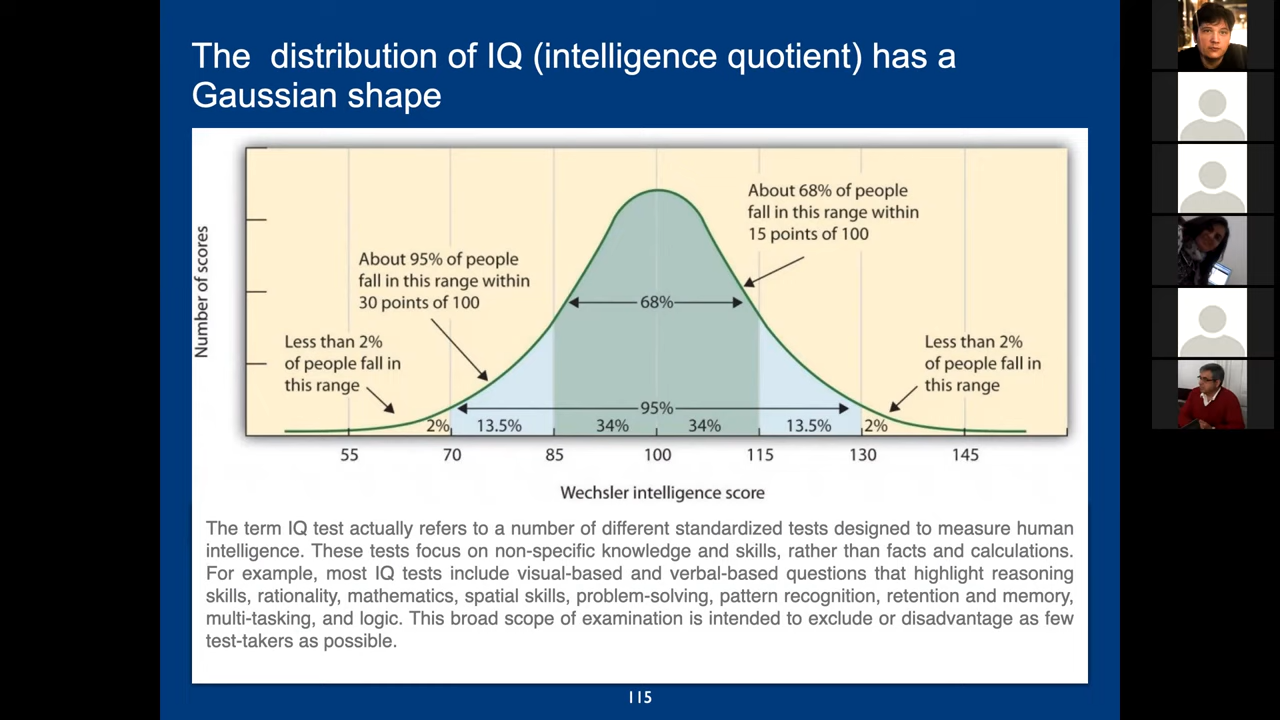 The distribution of IQ (intelligence quotient) has a
Gaussian shape
Number of scores
About 68% of people
fall in this range within
15 points of 100
About 95% of people
fall in this range within
30 points of 100
68%
Less than 2%
of people fall in
this range
Less than 2%
of people fall in
this range
95%
2% 13.5% 34% 34% 13.5% 2%
55 70 85 100 115 130 145
Wechsler intelligence score
The term IQ test actually refers to a number of different standardized tests designed to measure human
intelligence. These tests focus on non-specific knowledge and skills, rather than facts and calculations.
For example, most IQ tests include visual-based and verbal-based questions that highlight reasoning
skills, rationality, mathematics, spatial skills, problem-solving, pattern recognition, retention and memory,
multi-tasking, and logic. This broad scope of examination is intended to exclude or disadvantage as few
test-takers as possible.
115